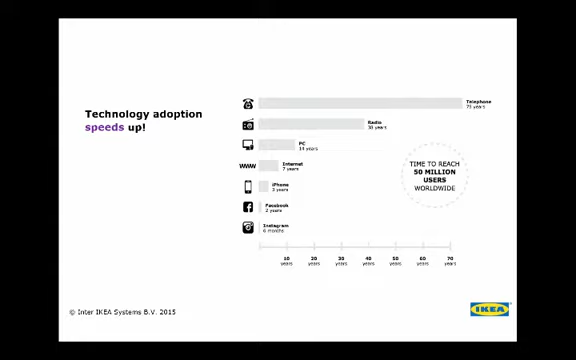 Technology adoption
speeds up!
Telephone
75 years
Radio
38 years
PC
14 years
WWW
Internet
7 years
iPhone
3 years
Facebook
2 years
Instagram
6 months
TIME TO REACH
50 MILLION
USERS
WORLDWIDE
10 years
20 years
30 years
40 years
50 years
60 years
70 years
© Inter IKEA Systems B.V. 2015
IKEA